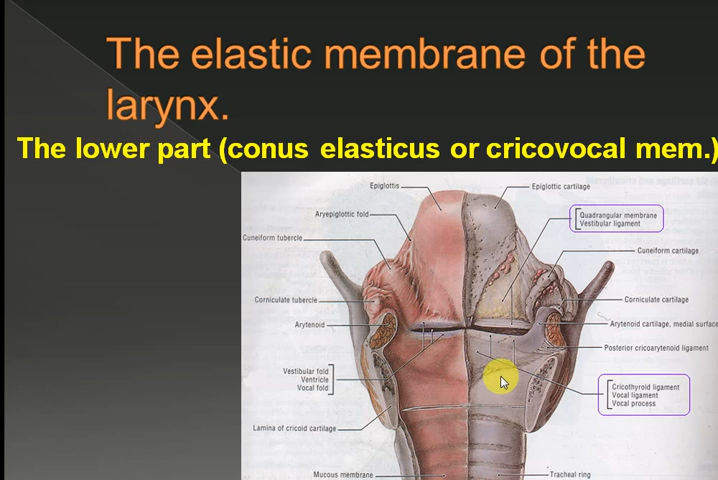 The elastic membrane of the
larynx.
The lower part (conus elasticus or cricovocal mem.)
Epiglottis
Epiglottic cartilage
Aryepiglottic fold
Quadrangular membrane
Vestibular ligament
Cuneiform tubercle
Cuneiform cartilage
Corniculate tubercle
Corniculate cartilage
Arytenoid
Arytenoid cartilage, medial surface
Posterior cricoarytenoid ligament
Vestibular fold
Ventricle
Vocal fold
Cricothyroid ligament
Vocal ligament
Vocal process
Lamina of cricoid cartilage
Mucous membrane
Tracheal ring